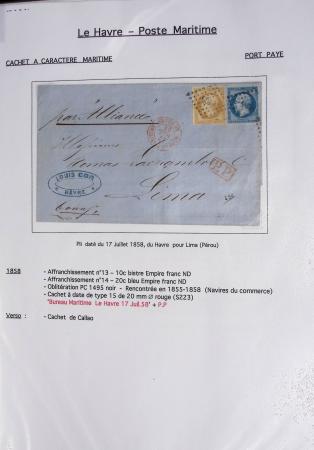 Le Havre – Poste Maritime
CACHET A CARACTERE MARITIME
PORT PAYE
par "Alliance"
Lima
LOUIS COR
HAVRE
P.P.
Pli daté du 17 Juillet 1858, du Havre pour Lima (Pérou)
1858
- Affranchissement n°13 – 10c bistre Empire franc ND
- Affranchissement n°14 – 20c bleu Empire franc ND
- Oblitération PC 1495 noir - Rencontrée en 1855-1858 (Navires du commerce)
- Cachet à date de type 15 de 20 mm Ø rouge (S223)
"Bureau Maritime Le Havre 17 Juil.58" + P.P
Verso :
- Cachet de Callao